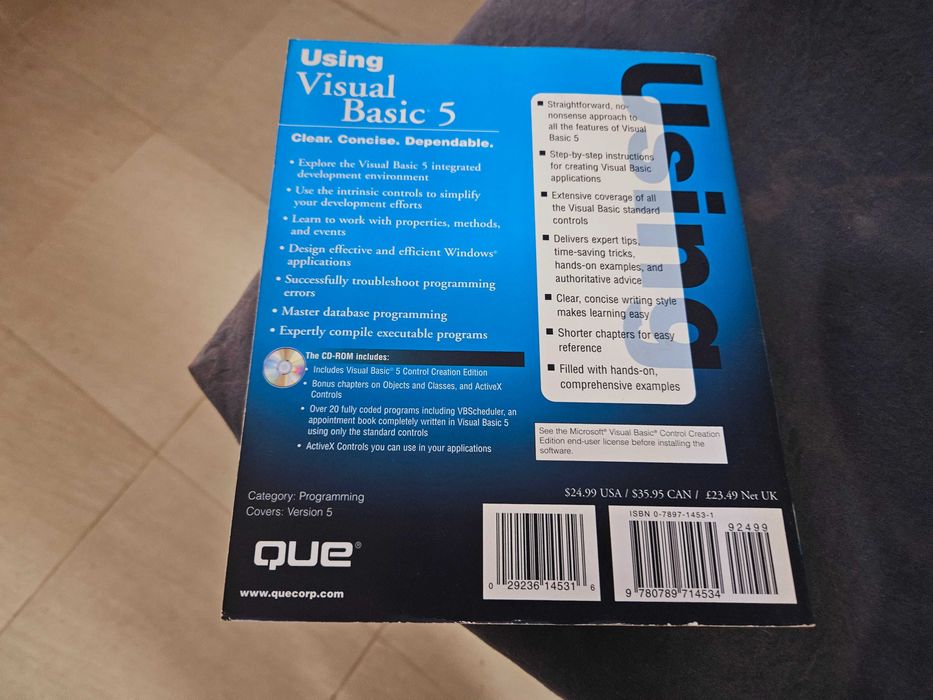 Using
Visual
Basic® 5
Clear. Concise. Dependable.
• Explore the Visual Basic 5 integrated
development environment
• Use the intrinsic controls to simplify
your development efforts
• Learn to work with properties, methods,
and events
• Design effective and efficient Windows®
applications
• Successfully troubleshoot programming
errors
• Master database programming
• Expertly compile executable programs
The CD-ROM includes:
• Includes Visual Basic® 5 Control Creation Edition
• Bonus chapters on Objects and Classes, and ActiveX
Controls
• Over 20 fully coded programs including VBScheduler, an
appointment book completely written in Visual Basic 5
using only the standard controls
• ActiveX Controls you can use in your applications
Using
■ Straightforward, no-
nonsense approach to
all the features of Visual
Basic 5
■ Step-by-step instructions
for creating Visual Basic
applications
■ Extensive coverage of all
the Visual Basic standard
controls
■ Delivers expert tips,
time-saving tricks,
hands-on examples, and
authoritative advice
■ Clear, concise writing style
makes learning easy
■ Shorter chapters for easy
reference
■ Filled with hands-on,
comprehensive examples
See the Microsoft® Visual Basic® Control Creation
Edition end-user license before installing the
software.
Category: Programming
Covers: Version 5
$24.99 USA / $35.95 CAN / £23.49 Net UK
QUE®
www.quecorp.com
0 29236 14531 6
ISBN 0-7897-1453-1
92499
9 780789 714534